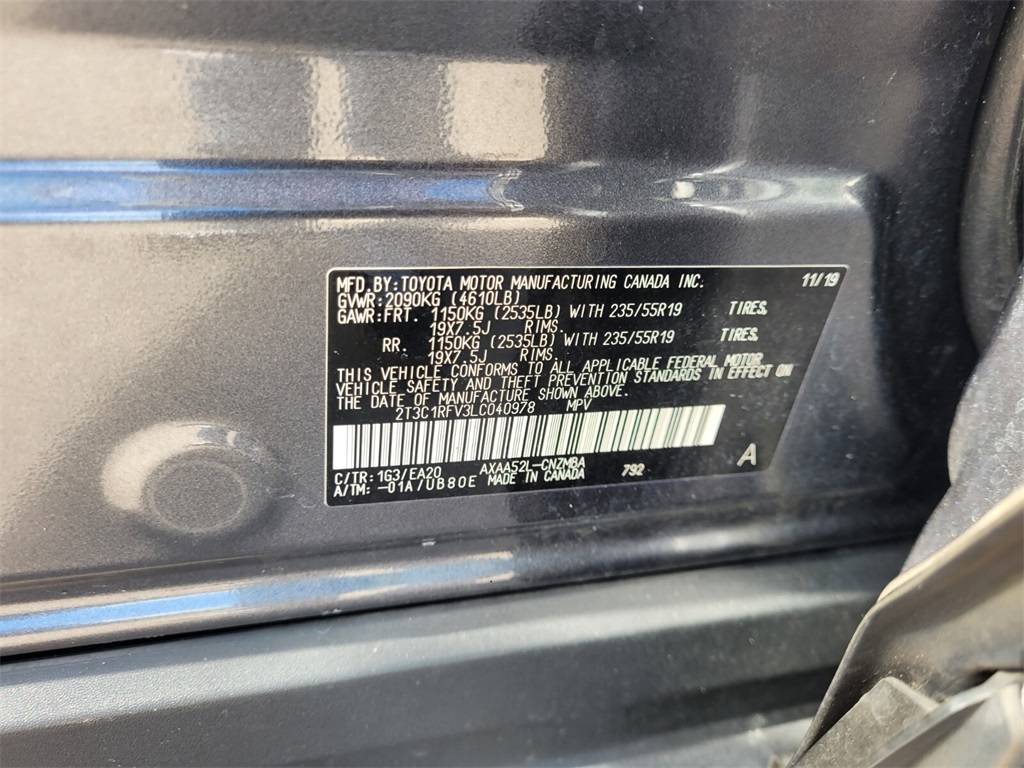 MFD.BY:TOYOTA MOTOR MANUFACTURING CANADA INC. 11/19
GVWR:2090KG (4610LB)
GAWR:FRT. 1150KG (2535LB) WITH 235/55R19 TIRES,
19X7.5J RIMS.
RR. 1150KG (2535LB) WITH 235/55R19 TIRES,
19X7.5J RIMS.
THIS VEHICLE CONFORMS TO ALL APPLICABLE FEDERAL MOTOR
VEHICLE SAFETY AND THEFT PREVENTION STANDARDS IN EFFECT ON
THE DATE OF MANUFACTURE SHOWN ABOVE.
2T3C1RFV3LC040978 MPV
C/TR:1G3/EA20 AXAA52L-CNZMBA 792 A
A/TM:-01A/UB80E MADE IN CANADA